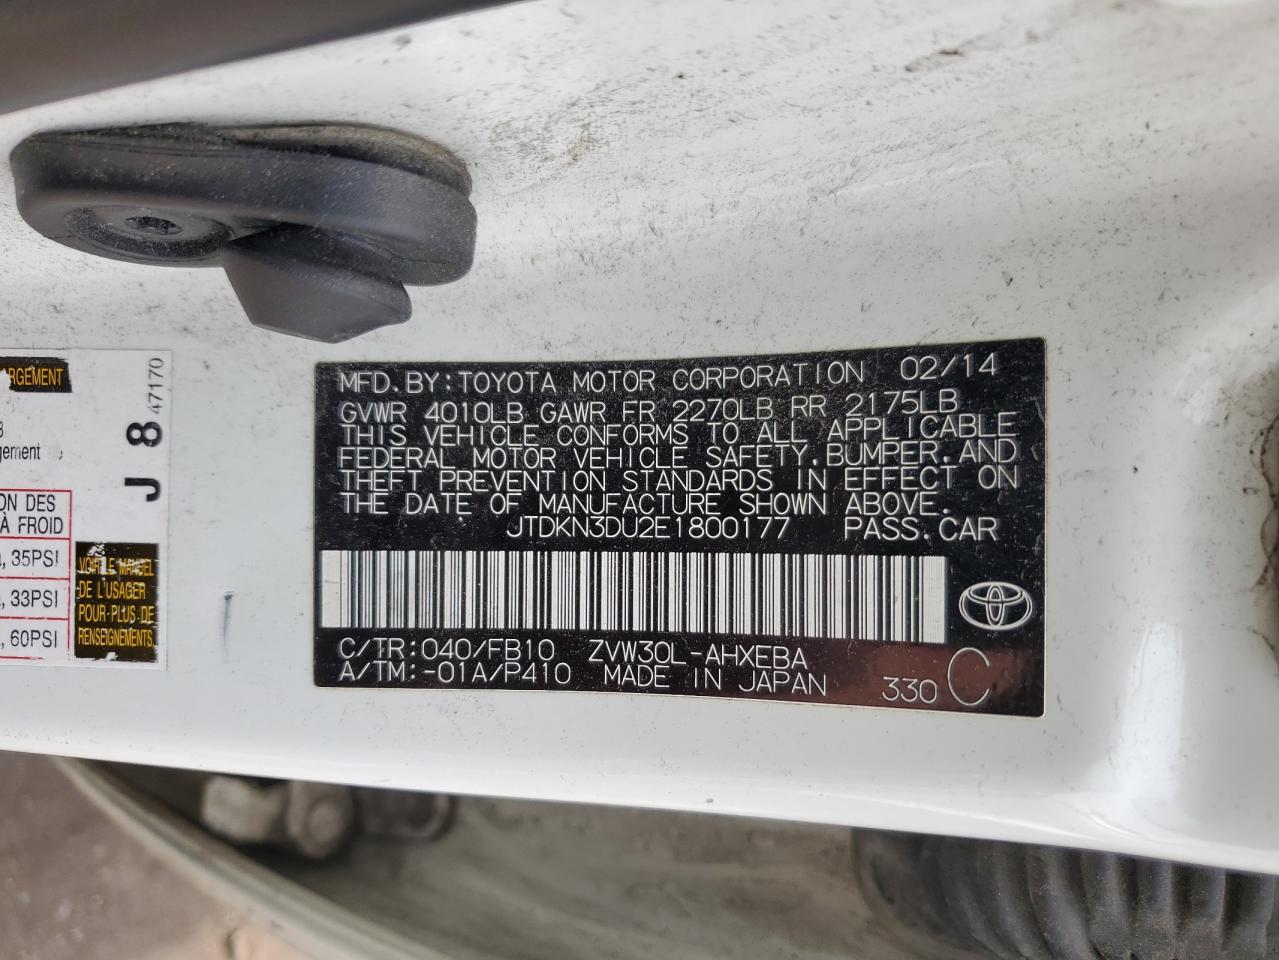 MFD.BY:TOYOTA MOTOR CORPORATION 02/14
GVWR 4010LB GAWR FR 2270LB RR 2175LB
THIS VEHICLE CONFORMS TO ALL APPLICABLE
FEDERAL MOTOR VEHICLE SAFETY,BUMPER,AND
THEFT PREVENTION STANDARDS IN EFFECT ON
THE DATE OF MANUFACTURE SHOWN ABOVE.
JTDKN3DU2E1800177 PASS.CAR
C/TR:040/FB10 ZVW30L-AHXEBA
A/TM:-01A/P410 MADE IN JAPAN 330 C
ARGEMENT
gement
ON DES
À FROID
, 35PSI
, 33PSI
, 60PSI
J 8
47170
VOIR LE MANUEL
DE L'USAGER
POUR PLUS DE
RENSEIGNEMENTS.